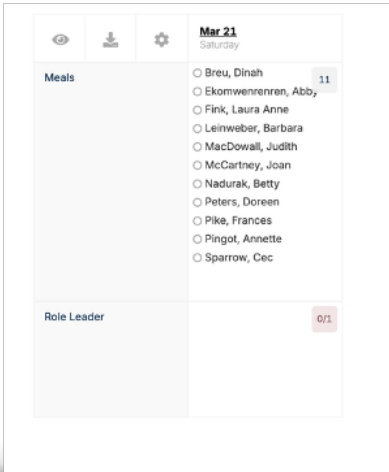 Mar 21
Saturday
Meals
11
Breu, Dinah
Ekomwenrenren, Abby
Fink, Laura Anne
Leinweber, Barbara
MacDowall, Judith
McCartney, Joan
Nadurak, Betty
Peters, Doreen
Pike, Frances
Pingot, Annette
Sparrow, Cec
Role Leader
0/1